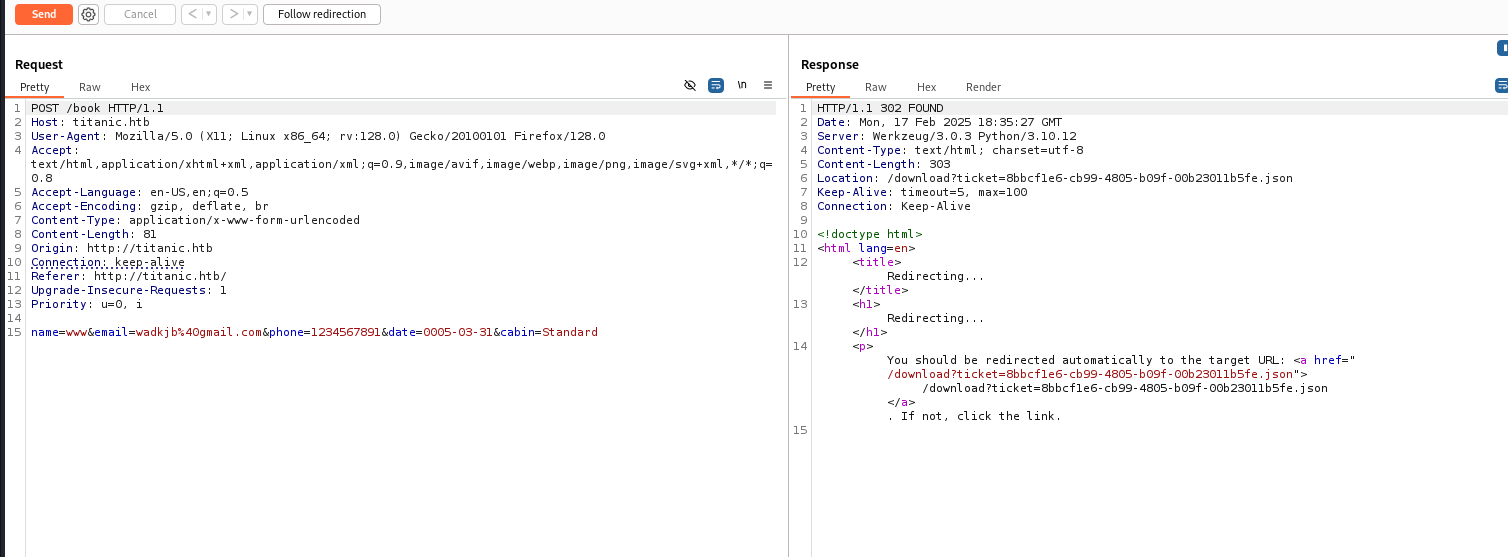 Send Cancel < > Follow redirection
Request
Pretty Raw Hex \n
1 POST /book HTTP/1.1
2 Host: titanic.htb
3 User-Agent: Mozilla/5.0 (X11; Linux x86_64; rv:128.0) Gecko/20100101 Firefox/128.0
4 Accept:
text/html,application/xhtml+xml,application/xml;q=0.9,image/avif,image/webp,image/png,image/svg+xml,*/*;q=
0.8
5 Accept-Language: en-US,en;q=0.5
6 Accept-Encoding: gzip, deflate, br
7 Content-Type: application/x-www-form-urlencoded
8 Content-Length: 81
9 Origin: http://titanic.htb
10 Connection: keep-alive
11 Referer: http://titanic.htb/
12 Upgrade-Insecure-Requests: 1
13 Priority: u=0, i
14
15 name=www&email=wadkjb%40gmail.com&phone=1234567891&date=0005-03-31&cabin=Standard
Response
Pretty Raw Hex Render
1 HTTP/1.1 302 FOUND
2 Date: Mon, 17 Feb 2025 18:35:27 GMT
3 Server: Werkzeug/3.0.3 Python/3.10.12
4 Content-Type: text/html; charset=utf-8
5 Content-Length: 303
6 Location: /download?ticket=8bbcf1e6-cb99-4805-b09f-00b23011b5fe.json
7 Keep-Alive: timeout=5, max=100
8 Connection: Keep-Alive
9
10 <!doctype html>
11 <html lang=en>
12 <title>
Redirecting...
</title>
13 <h1>
Redirecting...
</h1>
14 <p>
You should be redirected automatically to the target URL: <a href="
/download?ticket=8bbcf1e6-cb99-4805-b09f-00b23011b5fe.json">
/download?ticket=8bbcf1e6-cb99-4805-b09f-00b23011b5fe.json
</a>
. If not, click the link.
15